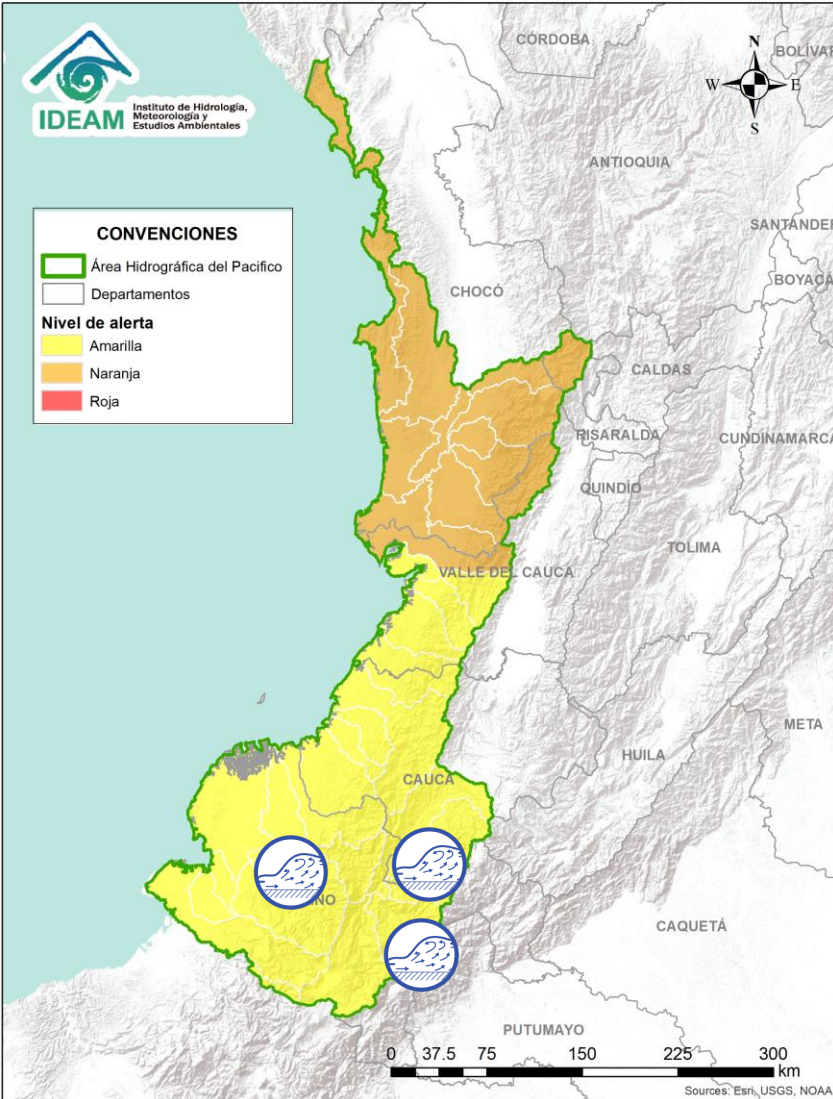 IDEAM
Instituto de Hidrología,
Meteorología y
Estudios Ambientales
CÓRDOBA
BOLÍVAR
N
W E
S
ANTIOQUIA
SANTANDER
BOYACÁ
CONVENCIONES
Área Hidrográfica del Pacifico
Departamentos
Nivel de alerta
Amarilla
Naranja
Roja
CHOCÓ
CALDAS
RISARALDA
CUNDINAMARCA
QUINDÍO
TOLIMA
VALLE DEL CAUCA
META
HUILA
CAUCA
CAQUETÁ
PUTUMAYO
0 37.5 75 150 225 300
km
Sources: Esri, USGS, NOAA